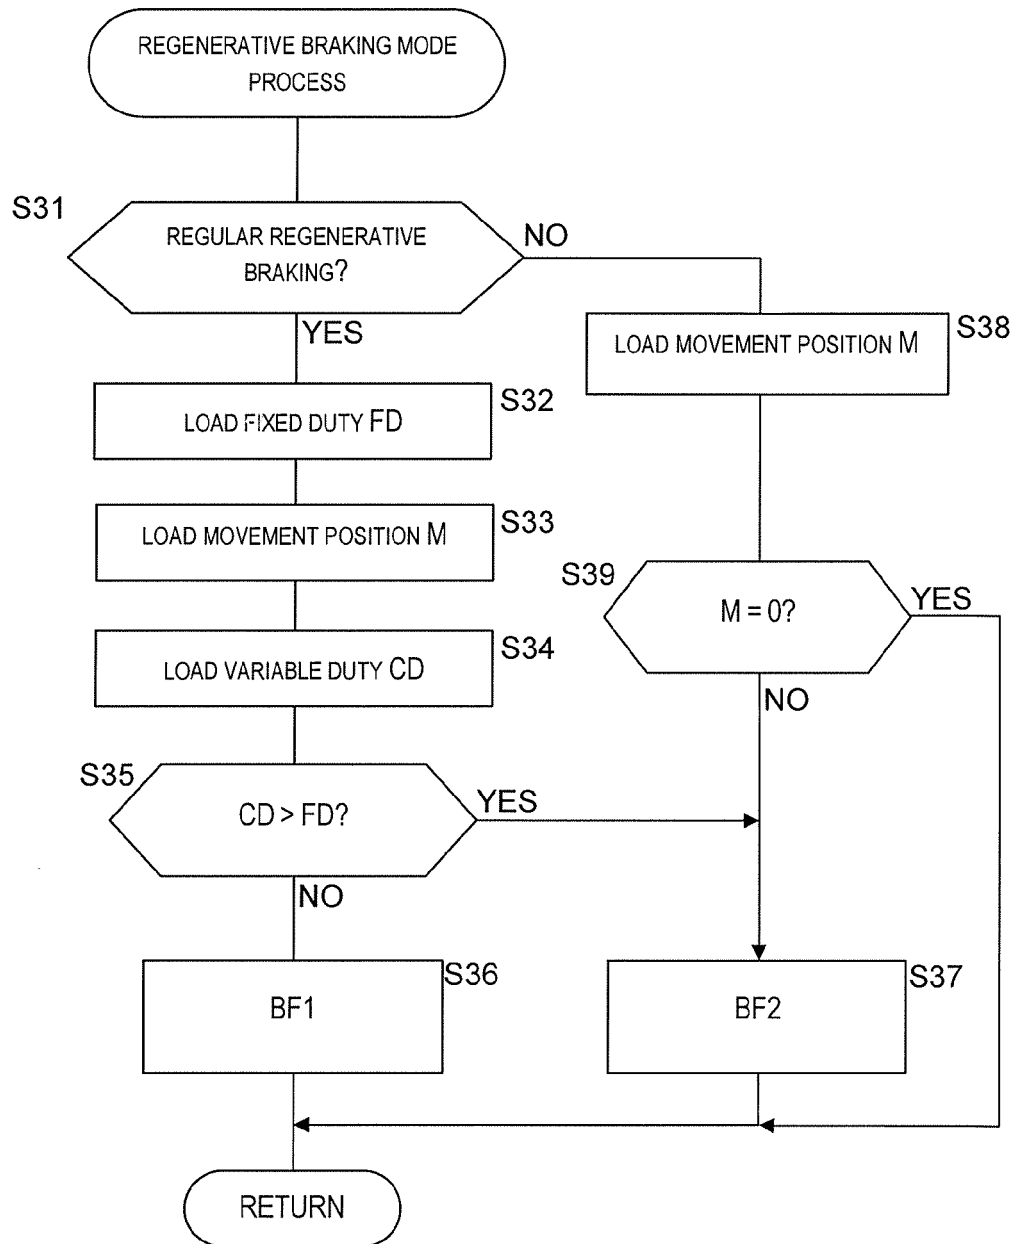 REGENERATIVE BRAKING MODE
PROCESS
S31
REGULAR REGENERATIVE
BRAKING?
NO
YES
LOAD MOVEMENT POSITION M
S38
LOAD FIXED DUTY FD
S32
LOAD MOVEMENT POSITION M
S33
S39
M = 0?
YES
NO
LOAD VARIABLE DUTY CD
S34
S35
CD > FD?
YES
NO
BF1
S36
BF2
S37
RETURN